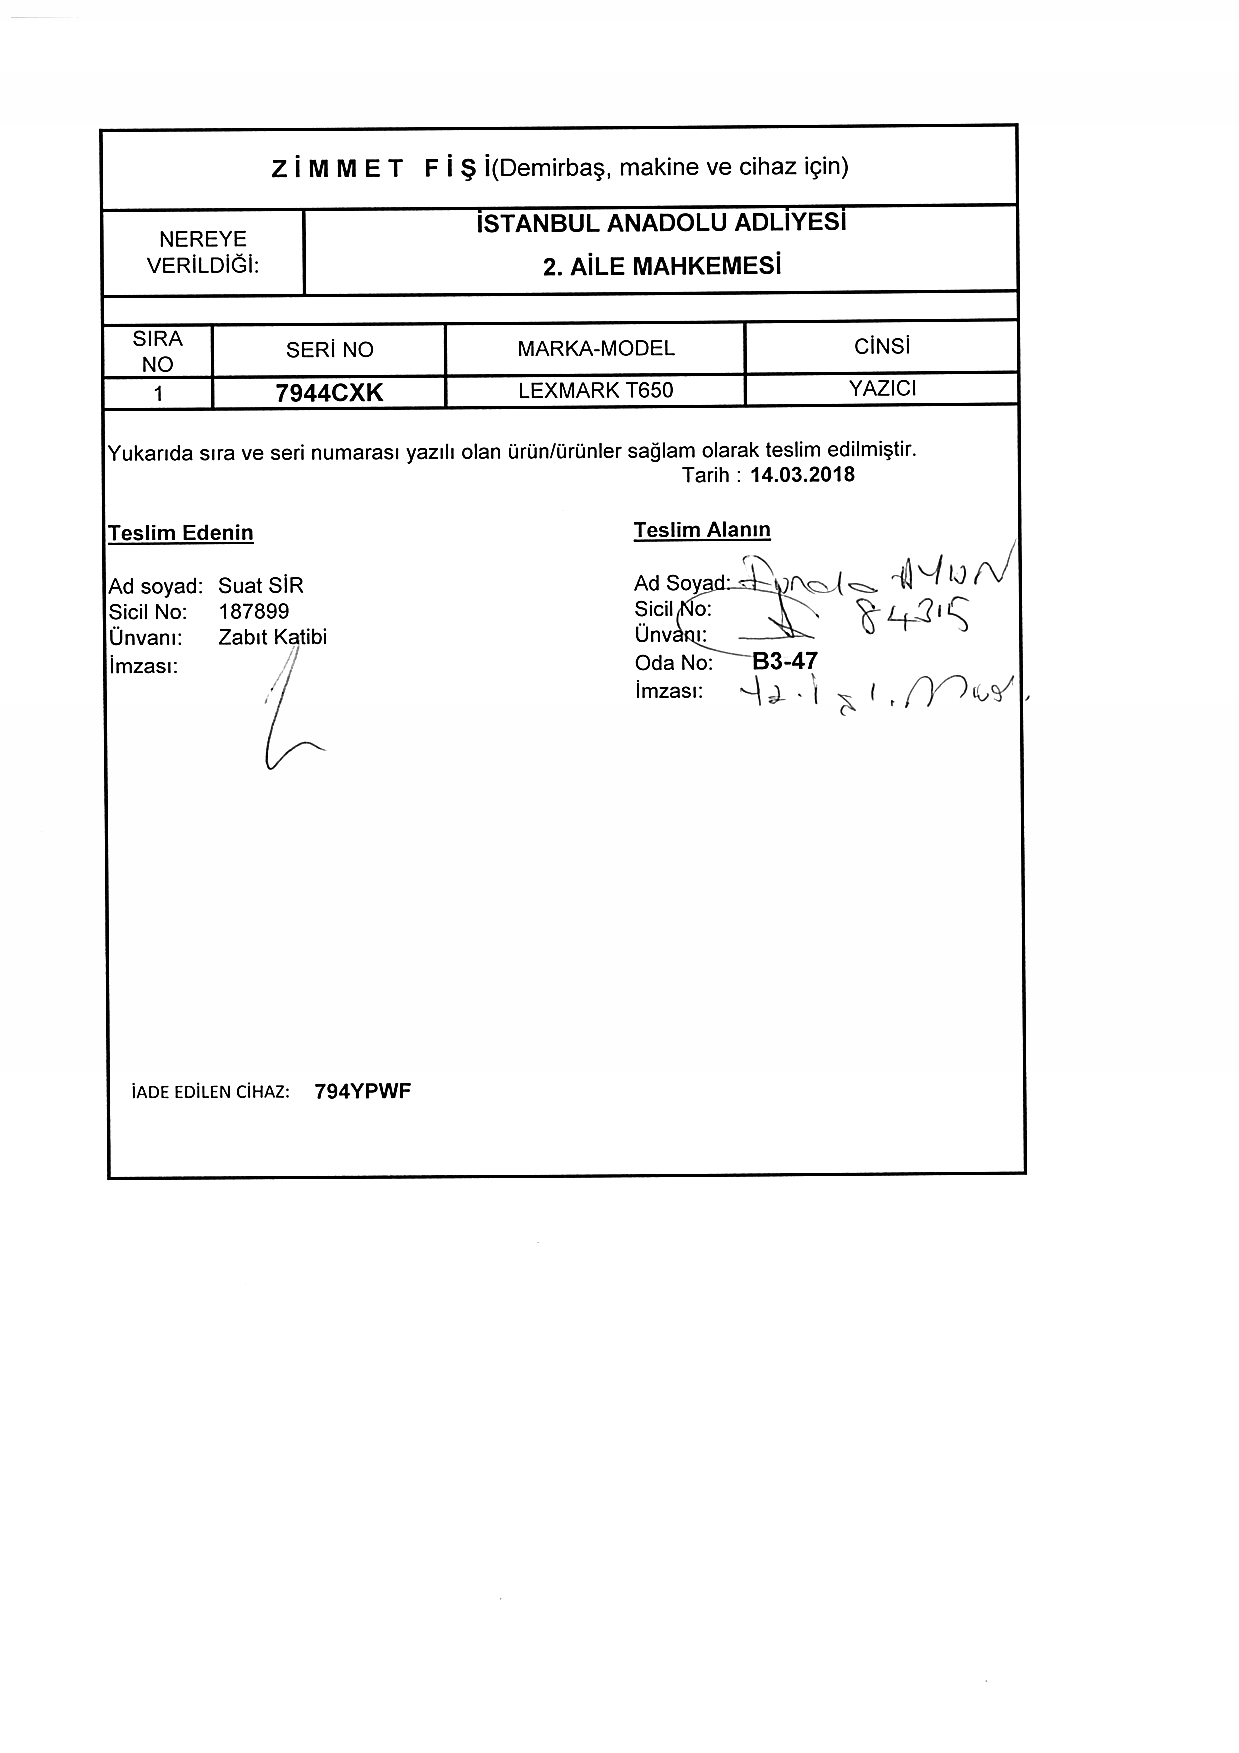 ZİMMET FİŞİ(Demirbaş, makine ve cihaz için)
NEREYE VERİLDİĞİ:
İSTANBUL ANADOLU ADLİYESİ
2. AİLE MAHKEMESİ
SIRA NO SERİ NO MARKA-MODEL CİNSİ
1 7944CXK LEXMARK T650 YAZICI
Yukarıda sıra ve seri numarası yazılı olan ürün/ürünler sağlam olarak teslim edilmiştir.
Tarih : 14.03.2018
Teslim Edenin
Ad soyad: Suat SİR
Sicil No: 187899
Ünvanı: Zabıt Katibi
İmzası:
Teslim Alanın
Ad Soyad:
Sicil No: 84315
Ünvanı:
Oda No: B3-47
İmzası:
İADE EDİLEN CİHAZ: 794YPWF